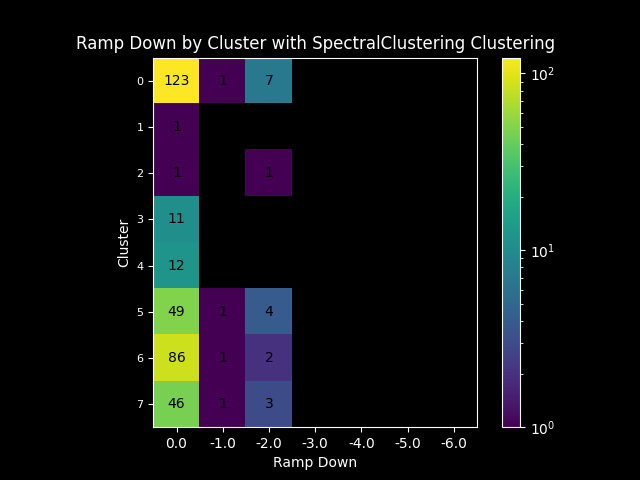 Ramp Down by Cluster with SpectralClustering Clustering
0 123 1 7
1 1
2 1 1
3 11
4 12
5 49 1 4
6 86 1 2
7 46 1 3
Cluster
0.0 -1.0 -2.0 -3.0 -4.0 -5.0 -6.0
Ramp Down
10²
10¹
10⁰